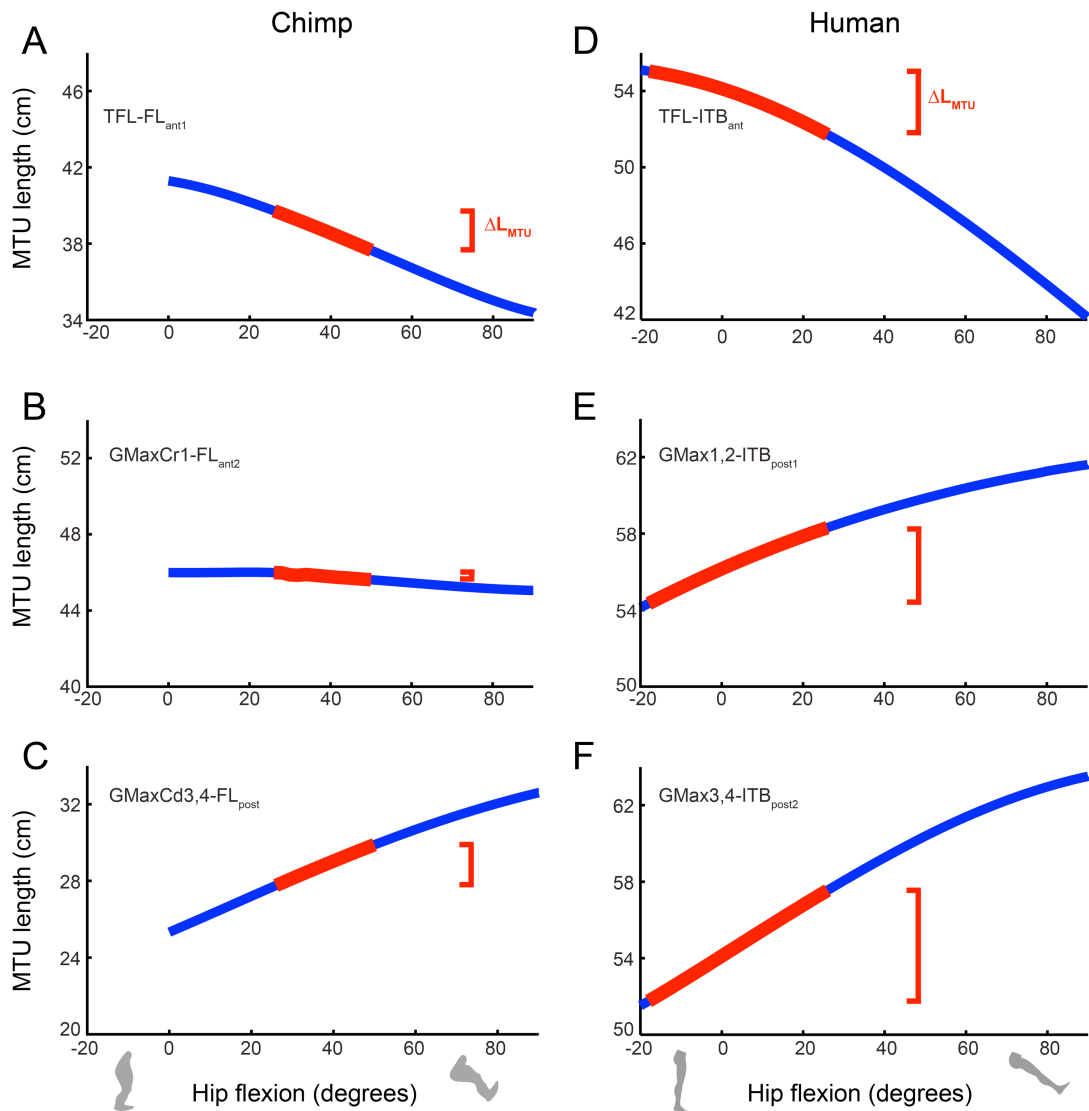 Chimp
Human
A
46
42
38
34
MTU length (cm)
TFL-FLant1
ΔLMTU
-20 0 20 40 60 80
D
54
50
46
42
TFL-ITBant
ΔLMTU
-20 0 20 40 60 80
B
52
48
44
40
MTU length (cm)
GMaxCr1-FLant2
-20 0 20 40 60 80
E
62
58
54
50
GMax1,2-ITBpost1
-20 0 20 40 60 80
C
32
28
24
20
MTU length (cm)
GMaxCd3,4-FLpost
-20 0 20 40 60 80
Hip flexion (degrees)
F
62
58
54
50
GMax3,4-ITBpost2
-20 0 20 40 60 80
Hip flexion (degrees)